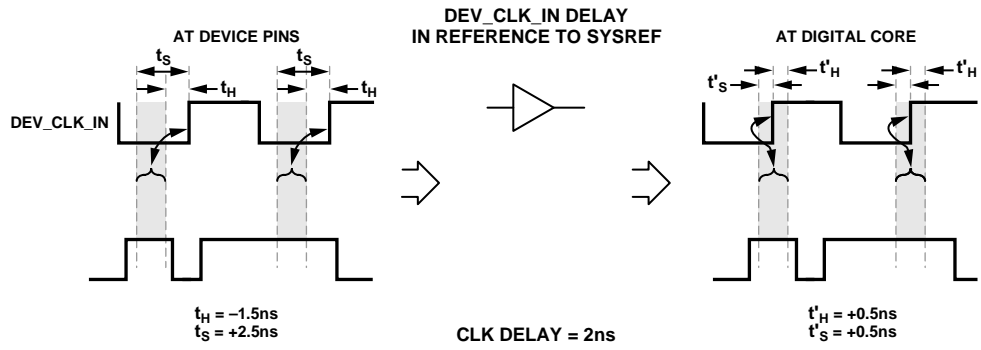 DEV_CLK_IN DELAY
IN REFERENCE TO SYSREF
AT DEVICE PINS
AT DIGITAL CORE
tS
tS
tH
tH
t'H
t'H
t'S
DEV_CLK_IN
tH = –1.5ns
tS = +2.5ns
CLK DELAY = 2ns
t'H = +0.5ns
t'S = +0.5ns